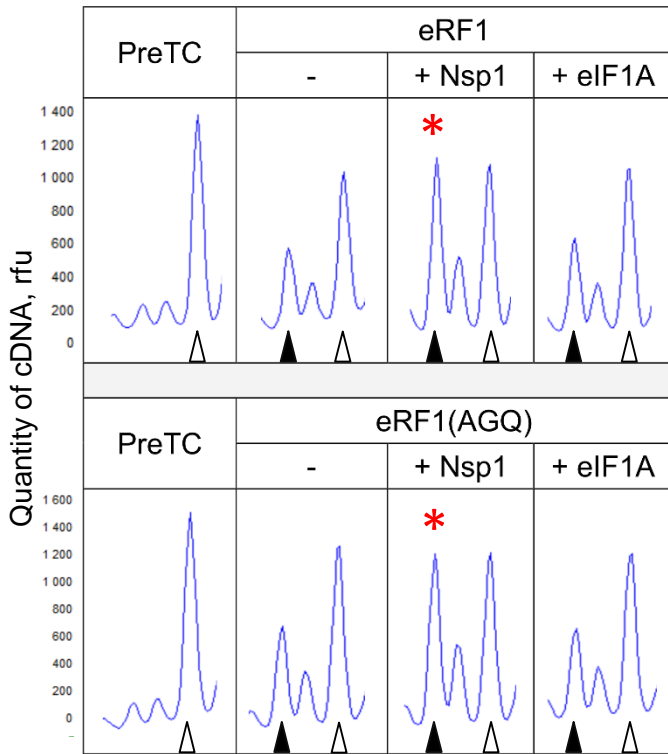 PreTC
eRF1
-
+ Nsp1
+ eIF1A
Quantity of cDNA, rfu
1 400
1 200
1 000
800
600
400
200
0
*
PreTC
eRF1(AGQ)
-
+ Nsp1
+ eIF1A
1 600
1 400
1 200
1 000
800
600
400
200
0
*